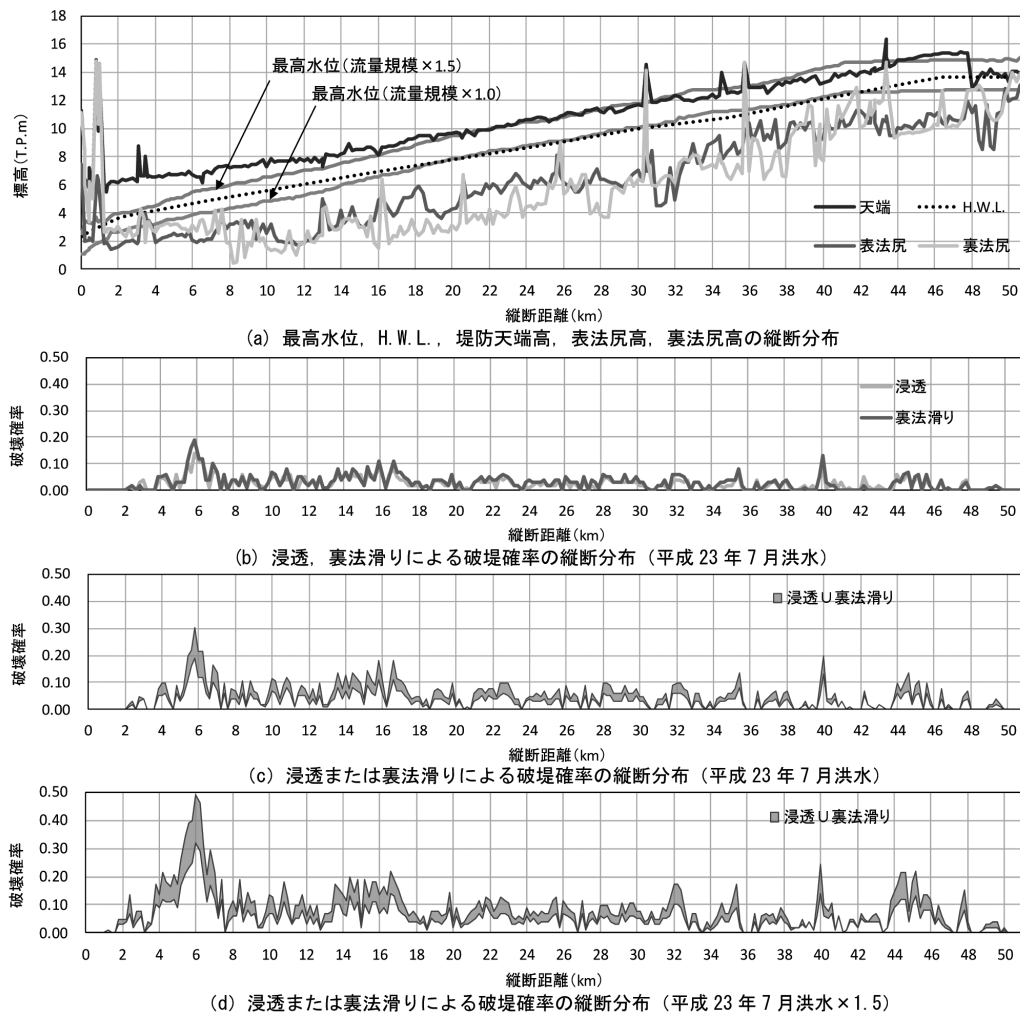 18
16
14
12
10
8
6
4
2
0
標高(T.P.m)
最高水位(流量規模×1.5)
最高水位(流量規模×1.0)
天端
H.W.L.
表法尻
裏法尻
0 2 4 6 8 10 12 14 16 18 20 22 24 26 28 30 32 34 36 38 40 42 44 46 48 50
縦断距離(km)
(a) 最高水位, H.W.L., 堤防天端高, 表法尻高, 裏法尻高の縦断分布
0.50
0.40
0.30
0.20
0.10
0.00
破壊確率
浸透
裏法滑り
0 2 4 6 8 10 12 14 16 18 20 22 24 26 28 30 32 34 36 38 40 42 44 46 48 50
縦断距離(km)
(b) 浸透, 裏法滑りによる破堤確率の縦断分布 (平成 23 年 7 月洪水)
0.50
0.40
0.30
0.20
0.10
0.00
破壊確率
浸透∪裏法滑り
0 2 4 6 8 10 12 14 16 18 20 22 24 26 28 30 32 34 36 38 40 42 44 46 48 50
縦断距離(km)
(c) 浸透または裏法滑りによる破堤確率の縦断分布 (平成 23 年 7 月洪水)
0.50
0.40
0.30
0.20
0.10
0.00
破壊確率
浸透∪裏法滑り
0 2 4 6 8 10 12 14 16 18 20 22 24 26 28 30 32 34 36 38 40 42 44 46 48 50
縦断距離(km)
(d) 浸透または裏法滑りによる破堤確率の縦断分布 (平成 23 年 7 月洪水×1.5)